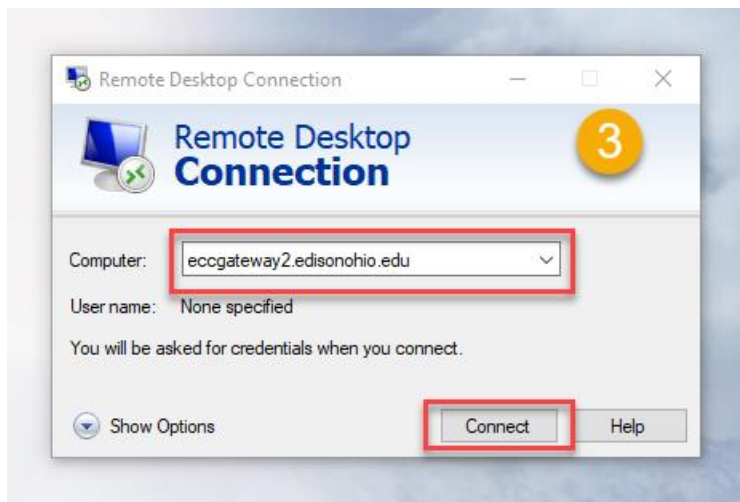 Remote Desktop Connection
Remote Desktop
Connection
3
Computer: eccgateway2.edisonohio.edu
User name: None specified
You will be asked for credentials when you connect.
Show Options Connect Help